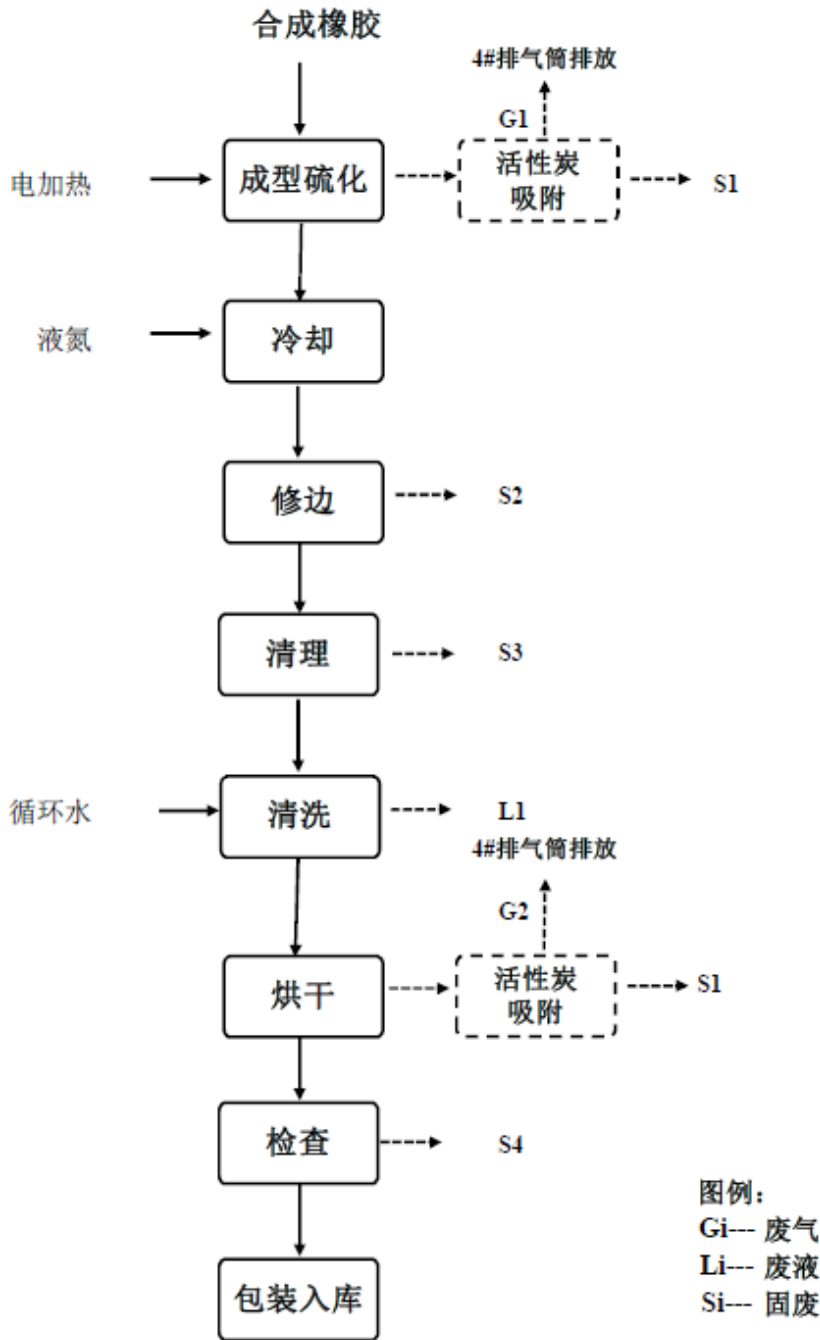 合成橡胶
4#排气筒排放
G1
电加热
成型硫化
活性炭
吸附
S1
液氮
冷却
修边
S2
清理
S3
循环水
清洗
L1
4#排气筒排放
G2
烘干
活性炭
吸附
S1
检查
S4
包装入库
图例：
Gi--- 废气
Li--- 废液
Si--- 固废